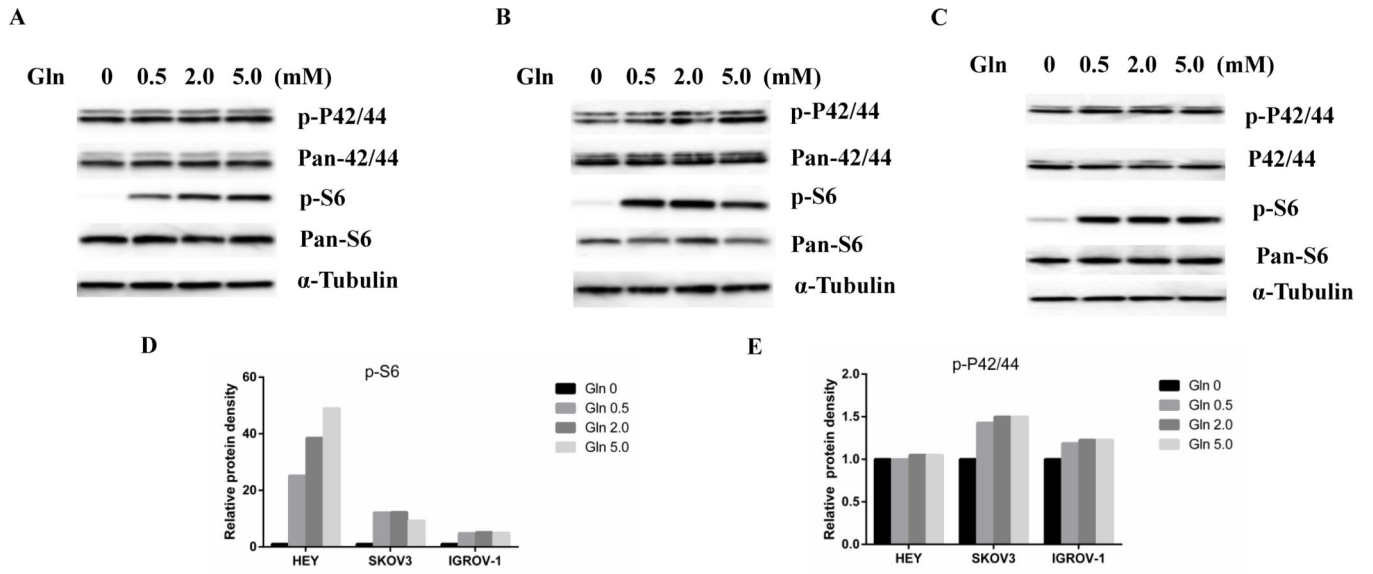 A
Gln 0 0.5 2.0 5.0 (mM)
p-P42/44
Pan-42/44
p-S6
Pan-S6
α-Tubulin
B
Gln 0 0.5 2.0 5.0 (mM)
p-P42/44
Pan-42/44
p-S6
Pan-S6
α-Tubulin
C
Gln 0 0.5 2.0 5.0 (mM)
p-P42/44
P42/44
p-S6
Pan-S6
α-Tubulin
D
p-S6
Relative protein density
60
40
20
0
HEY SKOV3 IGROV-1
Gln 0
Gln 0.5
Gln 2.0
Gln 5.0
E
p-P42/44
Relative protein density
2.0
1.5
1.0
0.5
0.0
HEY SKOV3 IGROV-1
Gln 0
Gln 0.5
Gln 2.0
Gln 5.0